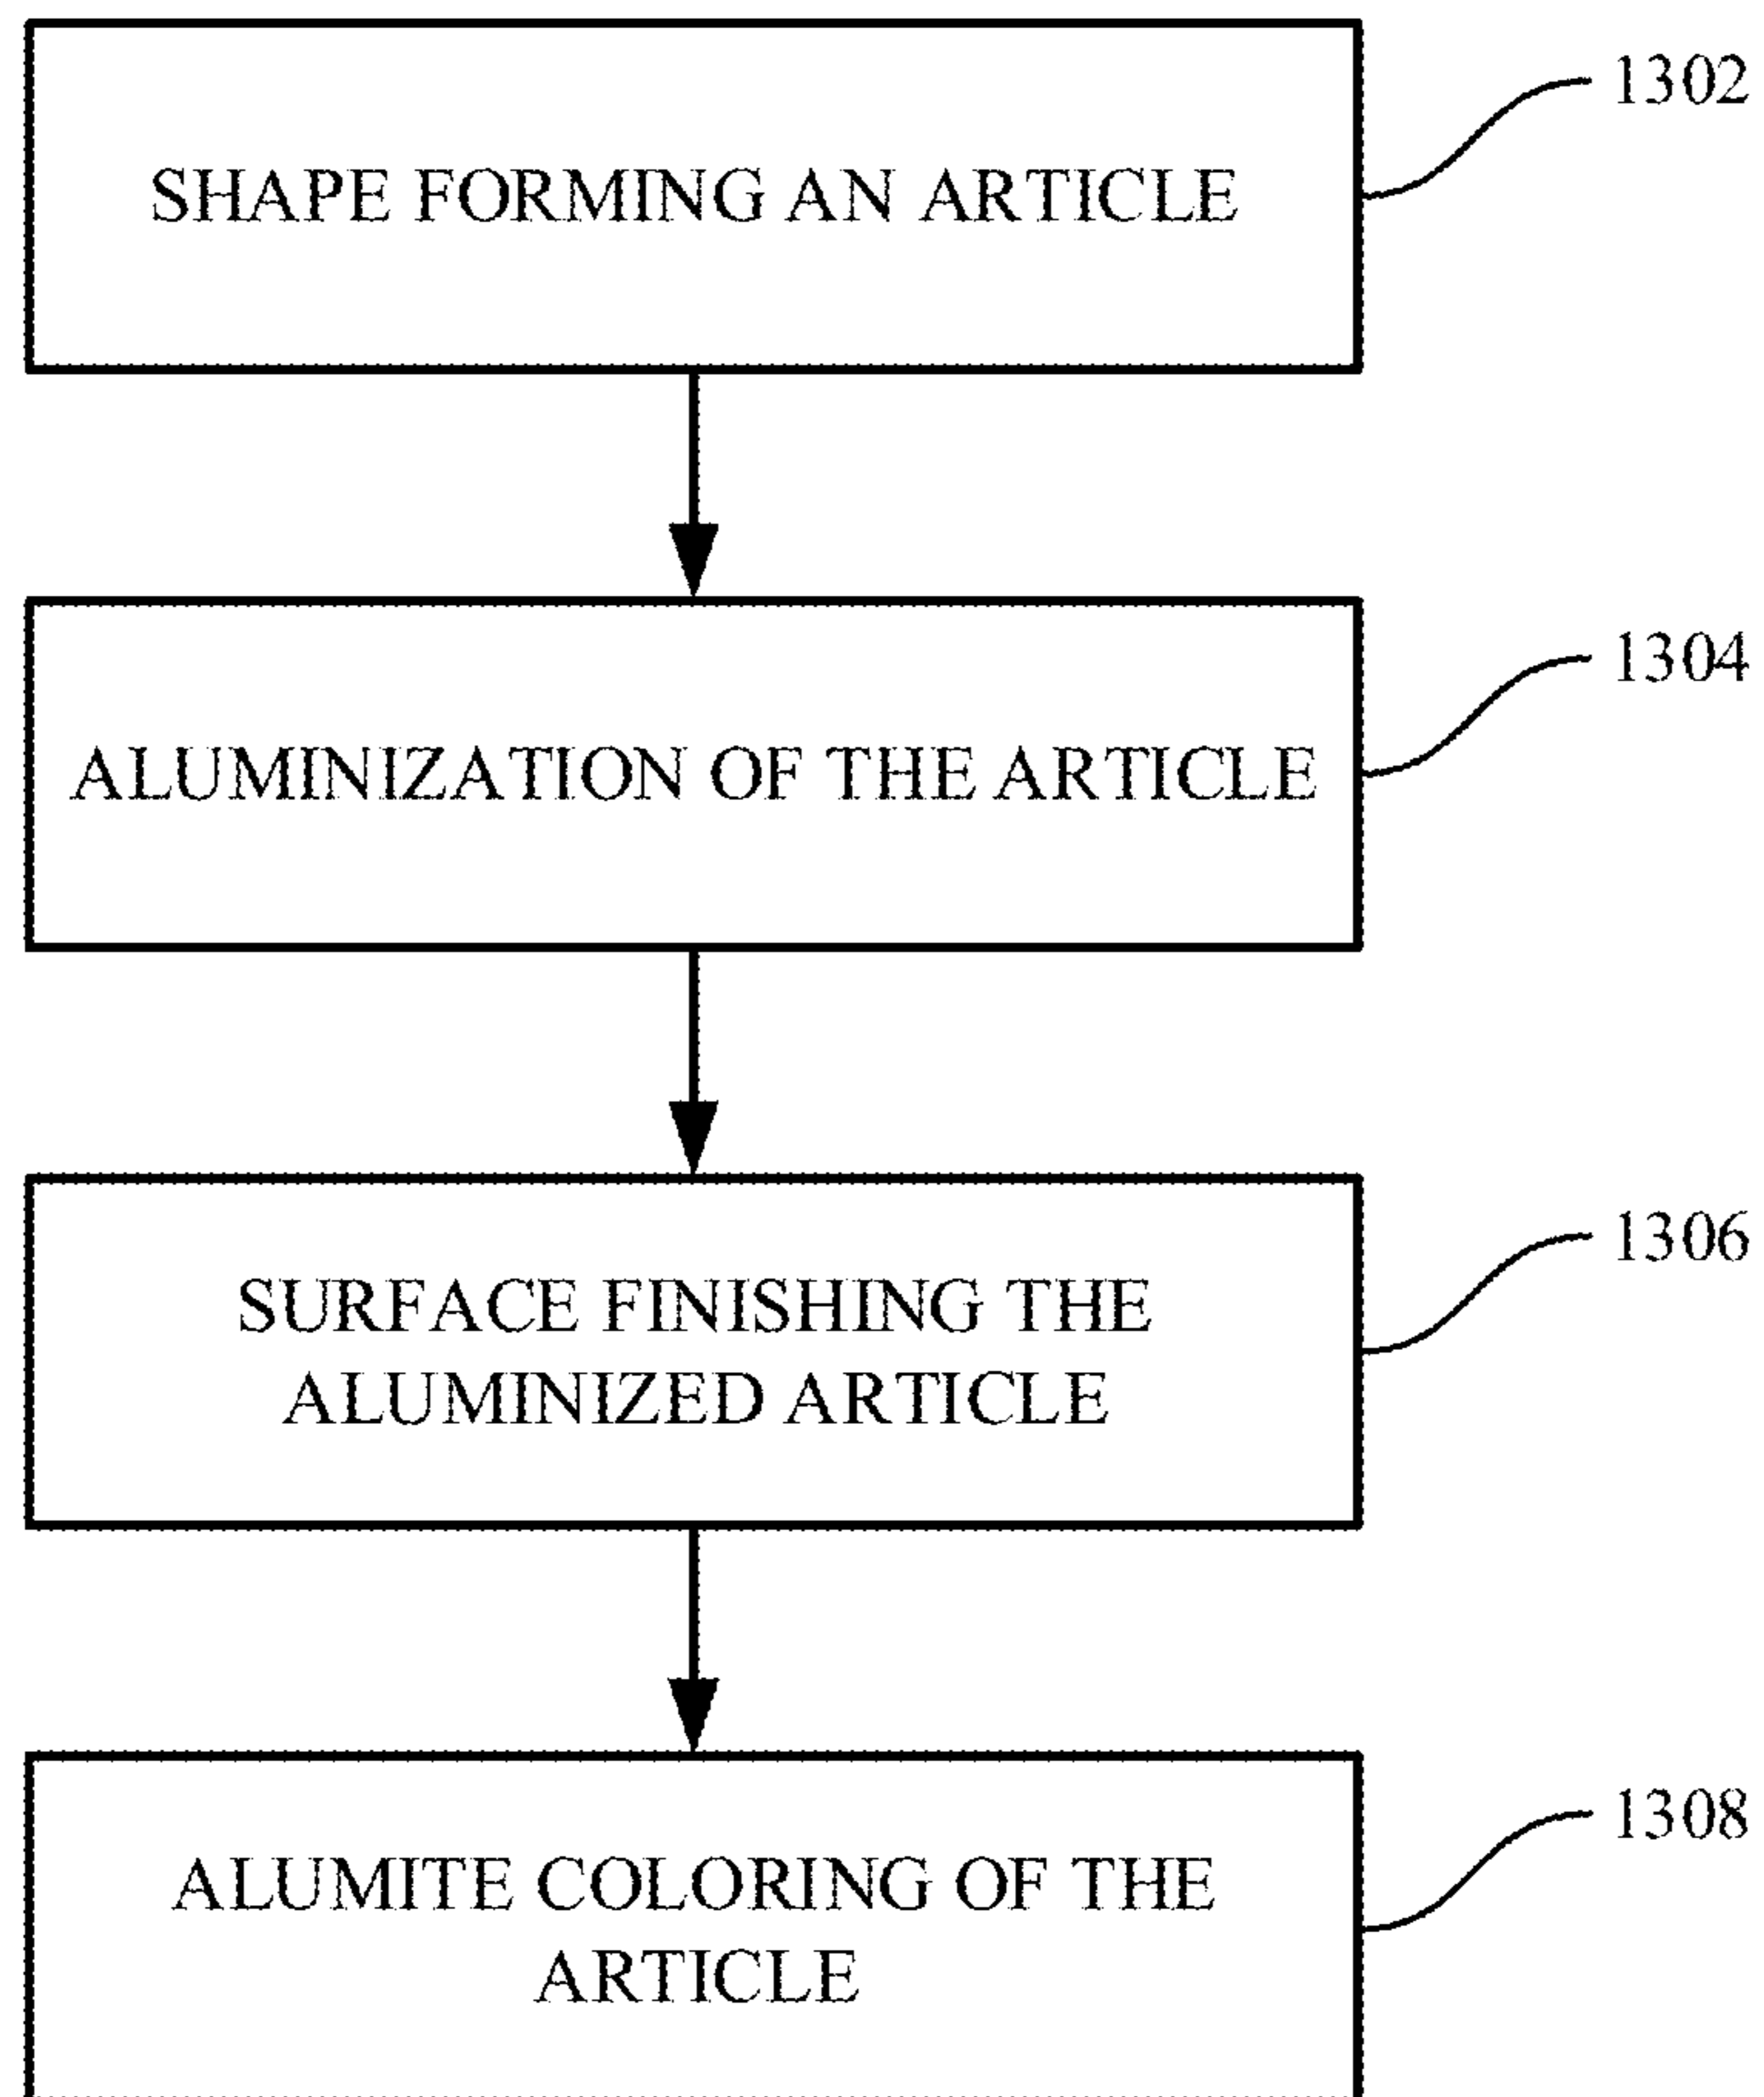 1302
SHAPE FORMING AN ARTICLE
1304
ALUMINIZATION OF THE ARTICLE
1306
SURFACE FINISHING THE
ALUMINIZED ARTICLE
1308
ALUMITE COLORING OF THE
ARTICLE